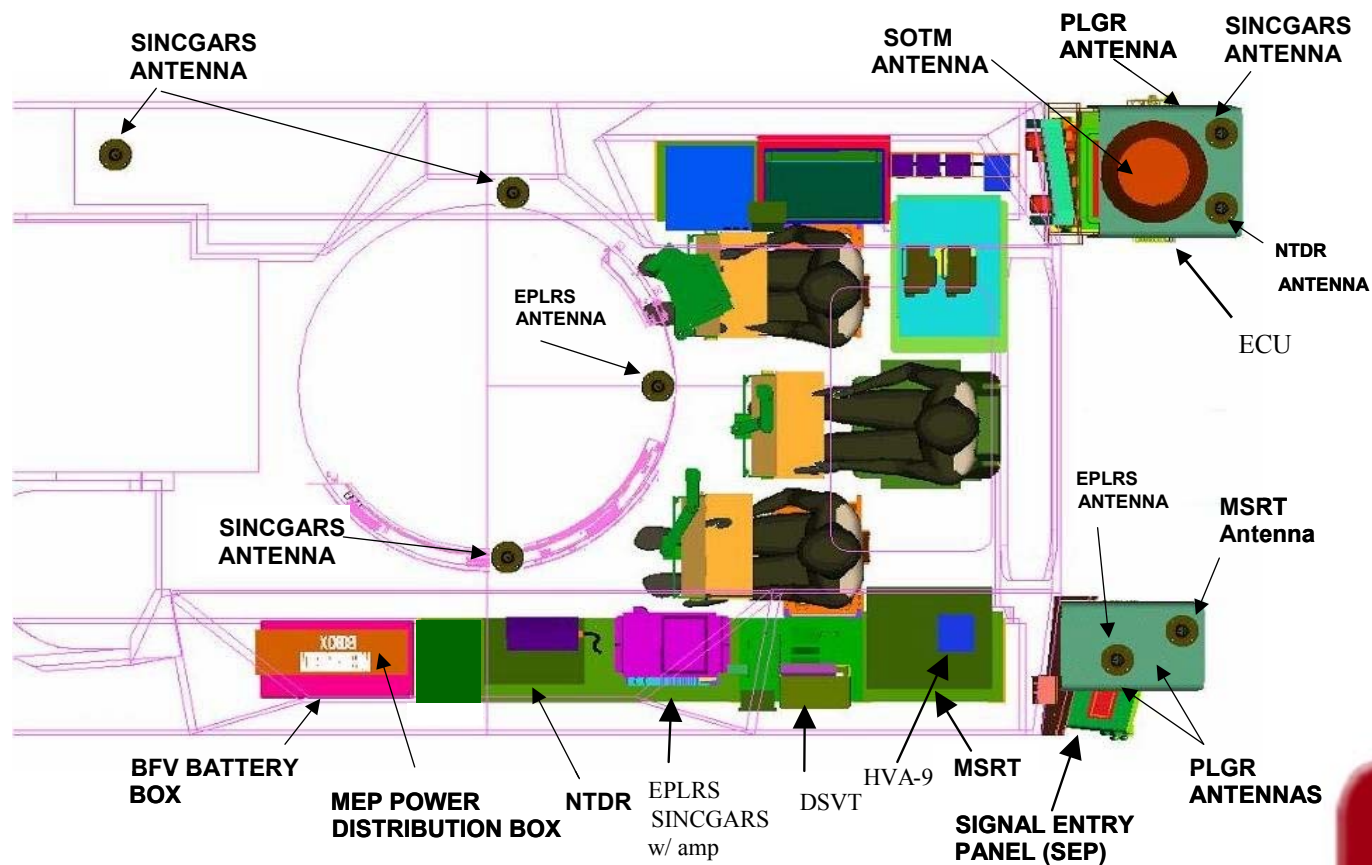 SINCGARS
ANTENNA
SOTM
ANTENNA
PLGR
ANTENNA
SINCGARS
ANTENNA
NTDR
ANTENNA
ECU
EPLRS
ANTENNA
SINCGARS
ANTENNA
EPLRS
ANTENNA
MSRT
Antenna
BFV BATTERY
BOX
MEP POWER
DISTRIBUTION BOX
NTDR
EPLRS
SINCGARS
w/ amp
DSVT
HVA-9
MSRT
SIGNAL ENTRY
PANEL (SEP)
PLGR
ANTENNAS